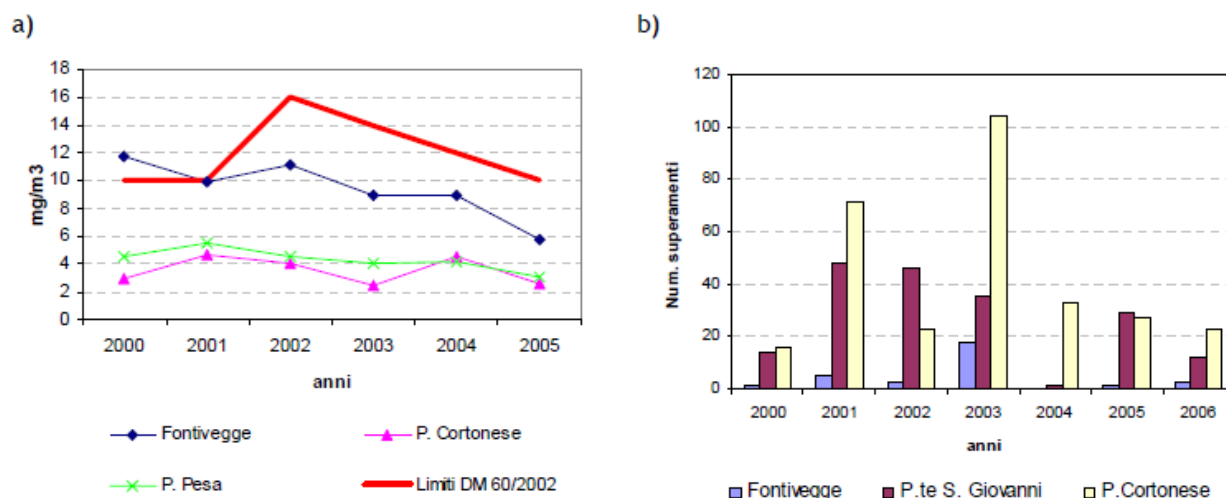 a)
18
16
14
12
10
8
6
4
2
0
mg/m3
2000 2001 2002 2003 2004 2005
anni
Fontivegge P. Cortonese
P. Pesa Limiti DM 60/2002
b)
120
100
80
60
40
20
0
Num. superamenti
2000 2001 2002 2003 2004 2005 2006
anni
Fontivegge P.te S. Giovanni P.Cortonese